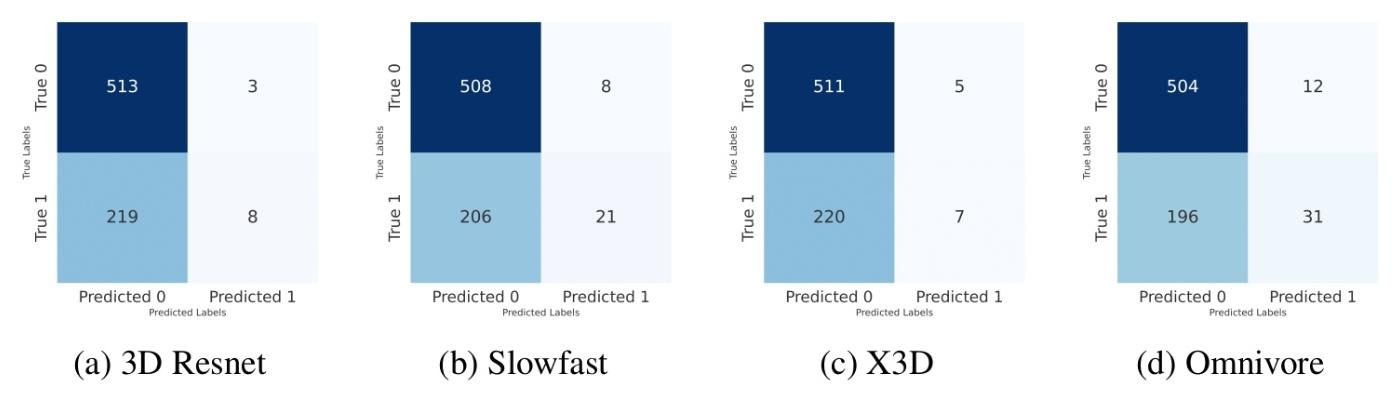 True 0
513
3
True Labels
True 1
219
8
Predicted 0
Predicted 1
Predicted Labels
(a) 3D Resnet
True 0
508
8
True Labels
True 1
206
21
Predicted 0
Predicted 1
Predicted Labels
(b) Slowfast
True 0
511
5
True Labels
True 1
220
7
Predicted 0
Predicted 1
Predicted Labels
(c) X3D
True 0
504
12
True Labels
True 1
196
31
Predicted 0
Predicted 1
Predicted Labels
(d) Omnivore